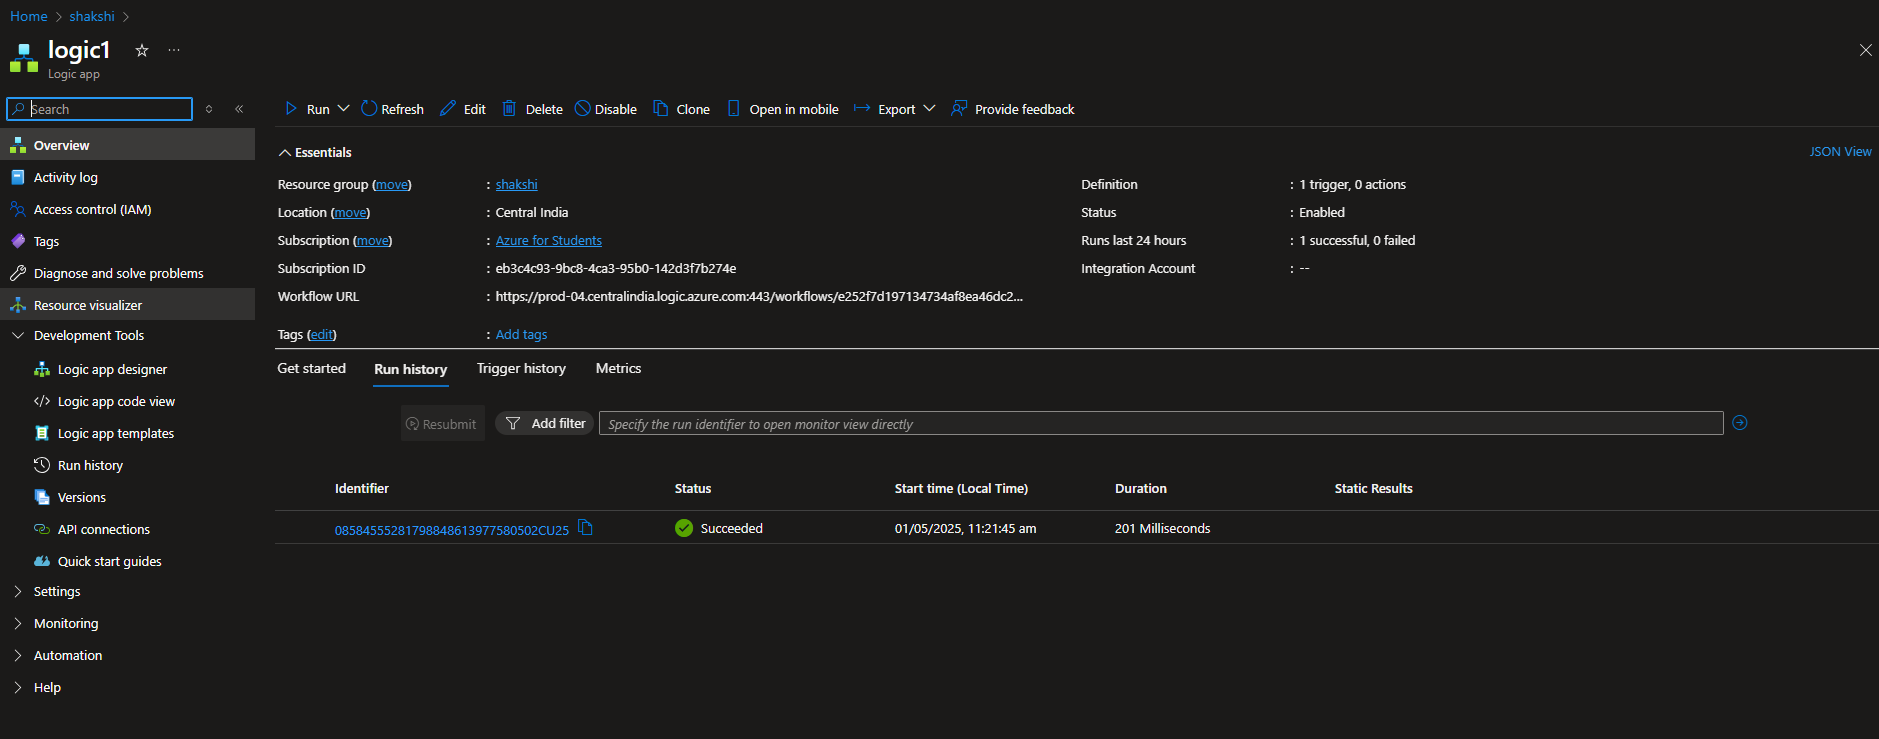 Home > shakshi >
logic1
Logic app
Search
Run Refresh Edit Delete Disable Clone Open in mobile Export Provide feedback
Overview
Activity log
Access control (IAM)
Tags
Diagnose and solve problems
Resource visualizer
Development Tools
Logic app designer
Logic app code view
Logic app templates
Run history
Versions
API connections
Quick start guides
Settings
Monitoring
Automation
Help
Essentials
JSON View
Resource group (move) : shakshi
Location (move) : Central India
Subscription (move) : Azure for Students
Subscription ID : eb3c4c93-9bc8-4ca3-95b0-142d3f7b274e
Workflow URL : https://prod-04.centralindia.logic.azure.com:443/workflows/e252f7d197134734af8ea46dc2...
Definition : 1 trigger, 0 actions
Status : Enabled
Runs last 24 hours : 1 successful, 0 failed
Integration Account : --
Tags (edit) : Add tags
Get started Run history Trigger history Metrics
Resubmit Add filter Specify the run identifier to open monitor view directly
Identifier Status Start time (Local Time) Duration Static Results
08584555281798848613977580502CU25 Succeeded 01/05/2025, 11:21:45 am 201 Milliseconds